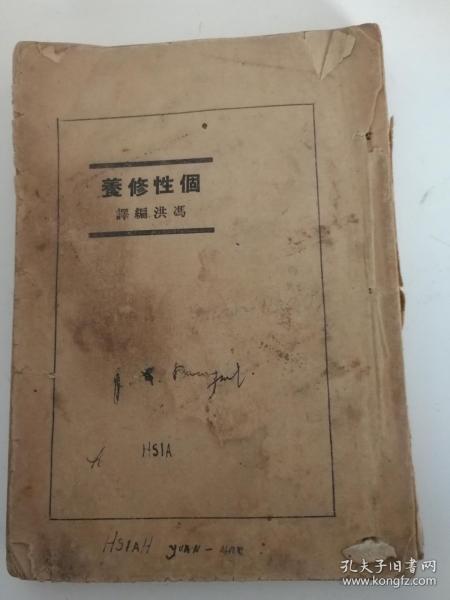 養修性個
譯編洪馮
HSIA
HSIAH YUAN -
孔夫子旧书网
www.kongfz.com